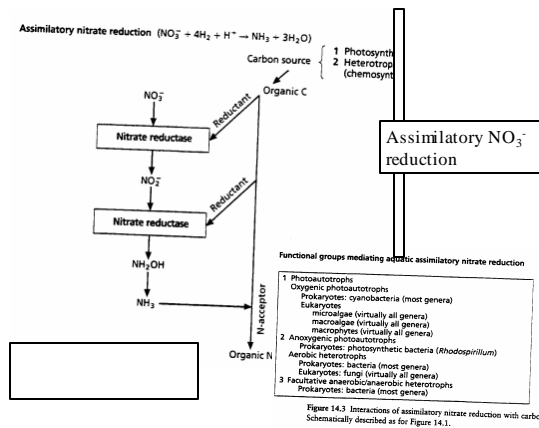 Assimilatory nitrate reduction (NO₃⁻ + 4H₂ + H⁺ → NH₃ + 3H₂O)
Carbon source
1 Photosynth
2 Heterotrop
(chemosynt
Organic C
NO₃⁻
Reductant
Nitrate reductase
NO₂⁻
Reductant
Nitrate reductase
NH₂OH
NH₃
N-acceptor
Organic N
Assimilatory NO₃⁻
reduction
Functional groups mediating aquatic assimilatory nitrate reduction
1 Photoautotrophs
Oxygenic photoautotrophs
Prokaryotes: cyanobacteria (most genera)
Eukaryotes
microalgae (virtually all genera)
macroalgae (virtually all genera)
macrophytes (virtually all genera)
2 Anoxygenic photoautotrophs
Prokaryotes: photosynthetic bacteria (Rhodospirillum)
Aerobic heterotrophs
Prokaryotes: bacteria (most genera)
Eukaryotes: fungi (virtually all genera)
3 Facultative anaerobic/anaerobic heterotrophs
Prokaryotes: bacteria (most genera)
Figure 14.3 Interactions of assimilatory nitrate reduction with carbo
Schematically described as for Figure 14.1.